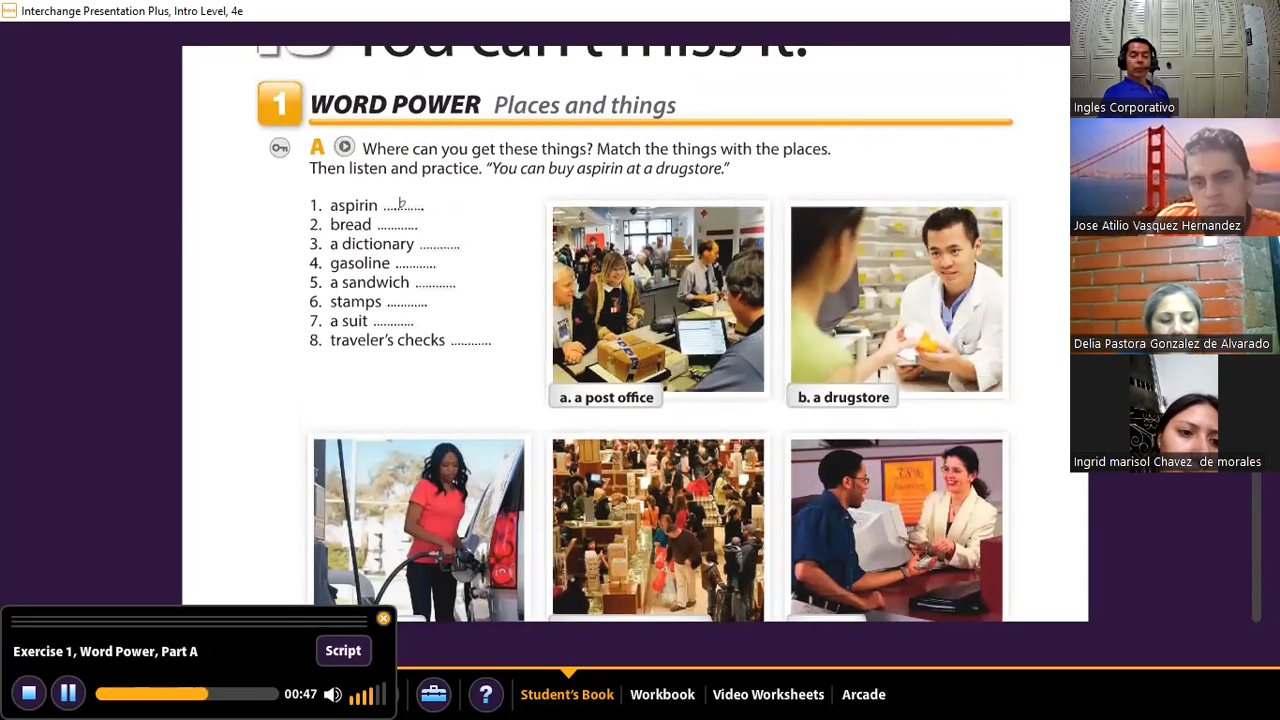 Interchange Presentation Plus, Intro Level, 4e
You can't miss it.
1 WORD POWER Places and things
A Where can you get these things? Match the things with the places.
Then listen and practice. "You can buy aspirin at a drugstore."
1. aspirin ...b......
2. bread ............
3. a dictionary ............
4. gasoline ............
5. a sandwich ............
6. stamps ............
7. a suit ............
8. traveler's checks ............
a. a post office
b. a drugstore
Ingles Corporativo
Jose Atilio Vasquez Hernandez
Delia Pastora Gonzalez de Alvarado
Ingrid marisol Chavez de morales
Exercise 1, Word Power, Part A
Script
00:47
?
Student's Book
Workbook
Video Worksheets
Arcade